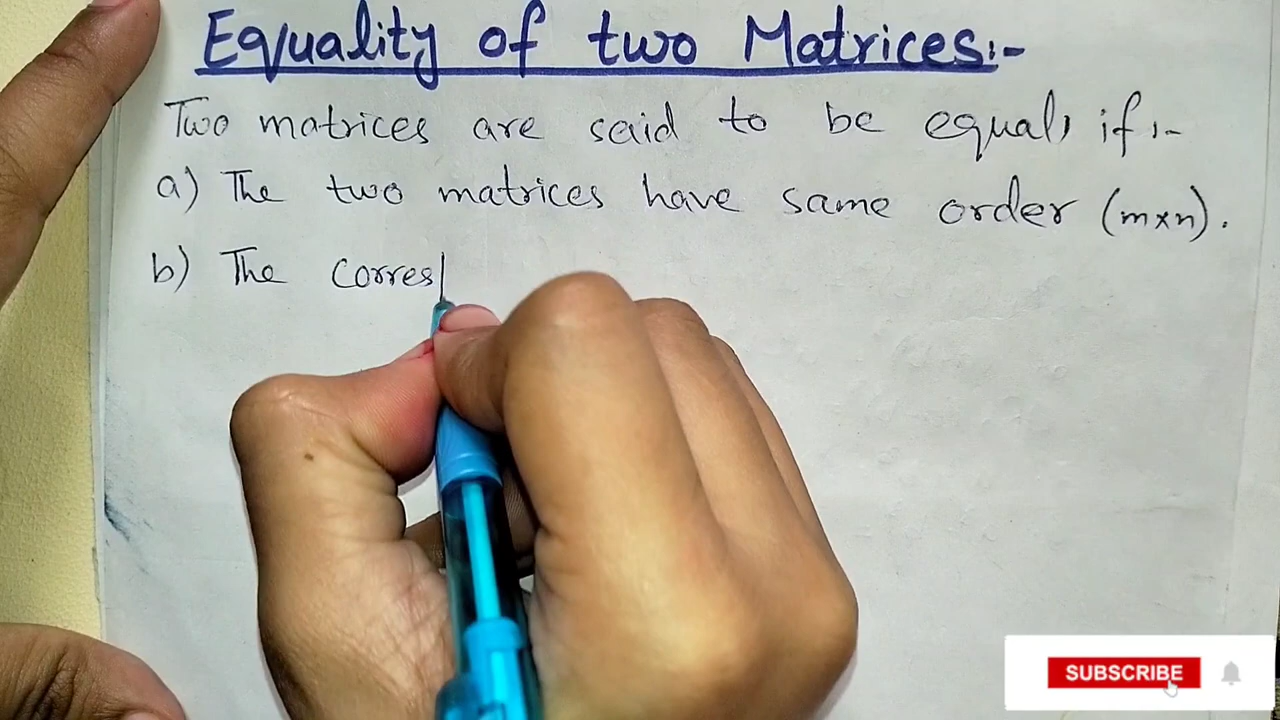 Equality of two Matrices:-
Two matrices are said to be equal, if :-
a) The two matrices have same order (m×n).
b) The corres
SUBSCRIBE